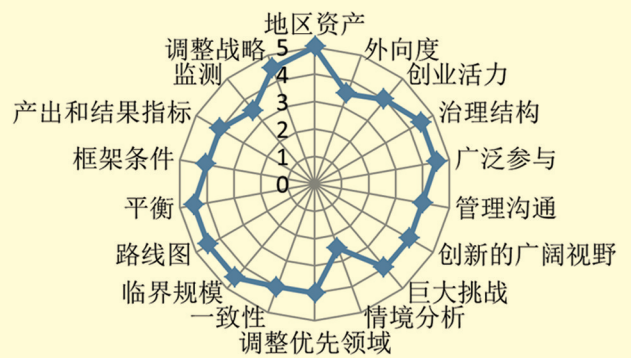 地区资产
外向度
创业活力
治理结构
广泛参与
管理沟通
创新的广阔视野
巨大挑战
情境分析
调整优先领域
一致性
临界规模
路线图
平衡
框架条件
产出和结果指标
监测
调整战略
5
4
3
2
1
0